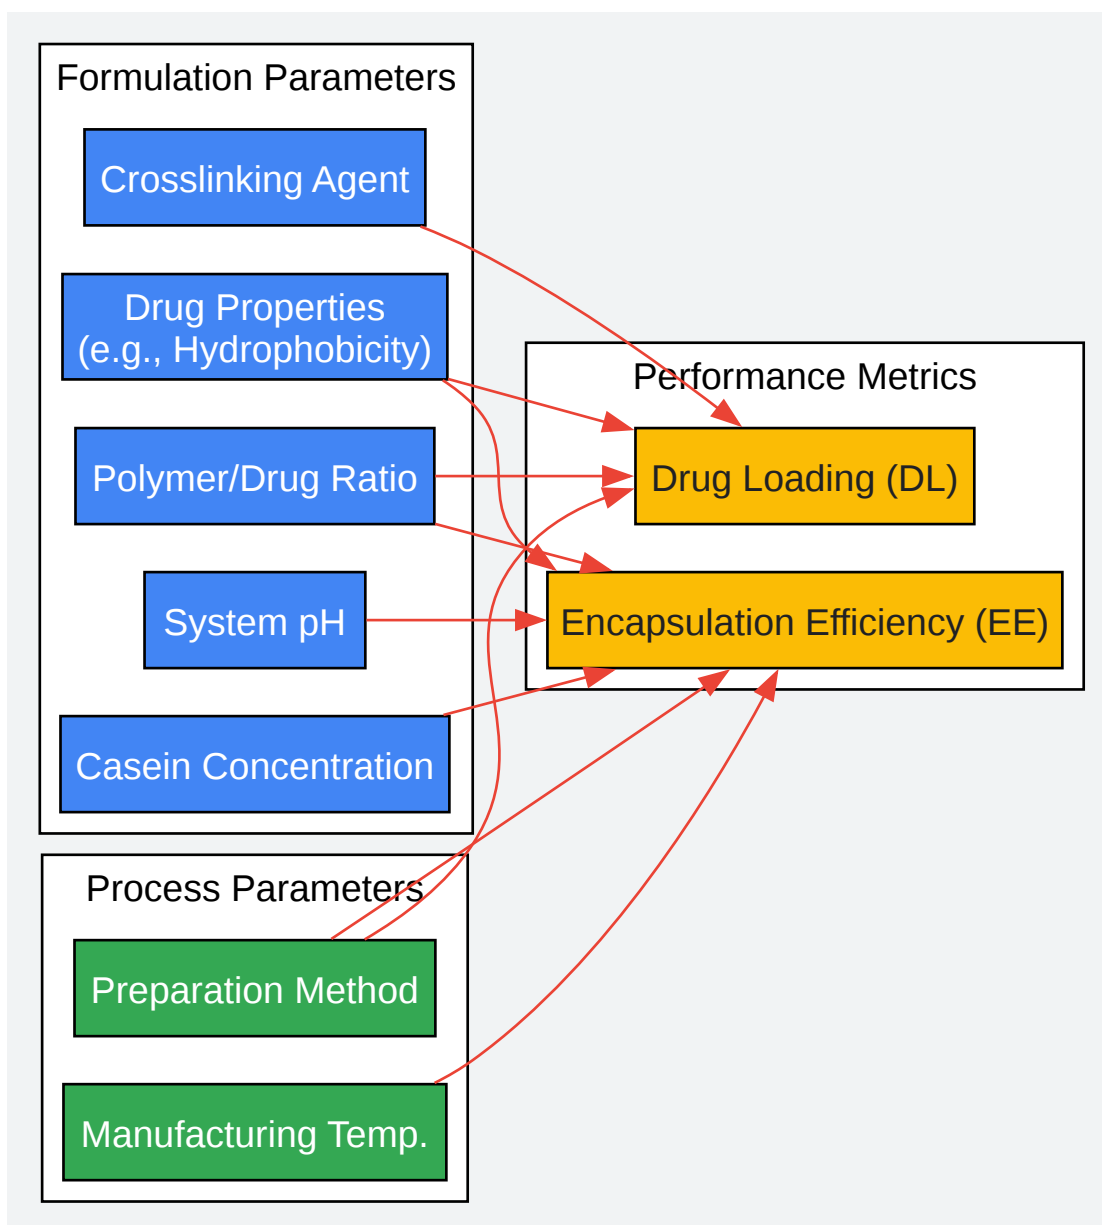 Formulation Parameters
Crosslinking Agent
Drug Properties
(e.g., Hydrophobicity)
Polymer/Drug Ratio
System pH
Casein Concentration
Process Parameters
Preparation Method
Manufacturing Temp.
Performance Metrics
Drug Loading (DL)
Encapsulation Efficiency (EE)